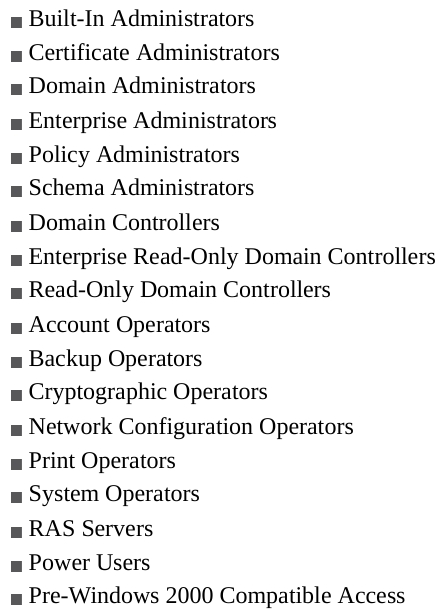 ■ Built-In Administrators
■ Certificate Administrators
■ Domain Administrators
■ Enterprise Administrators
■ Policy Administrators
■ Schema Administrators
■ Domain Controllers
■ Enterprise Read-Only Domain Controllers
■ Read-Only Domain Controllers
■ Account Operators
■ Backup Operators
■ Cryptographic Operators
■ Network Configuration Operators
■ Print Operators
■ System Operators
■ RAS Servers
■ Power Users
■ Pre-Windows 2000 Compatible Access